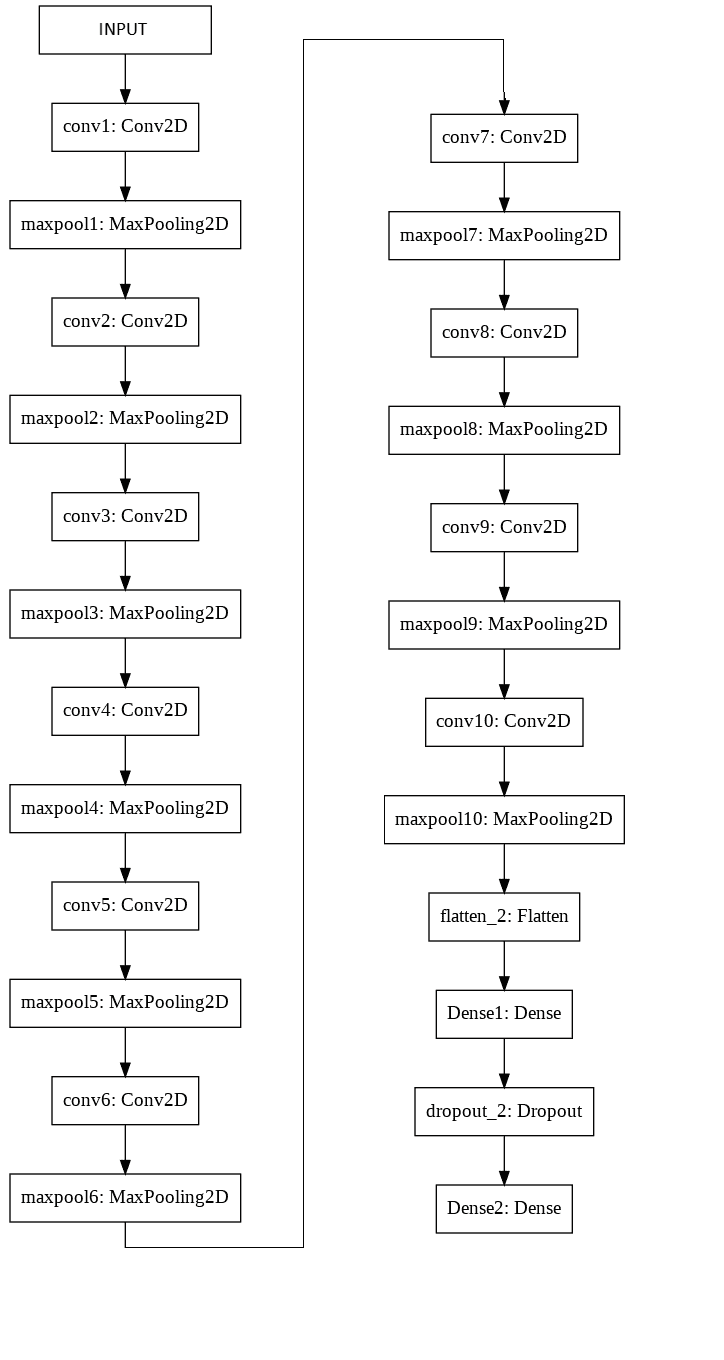 INPUT
conv1: Conv2D
maxpool1: MaxPooling2D
conv2: Conv2D
maxpool2: MaxPooling2D
conv3: Conv2D
maxpool3: MaxPooling2D
conv4: Conv2D
maxpool4: MaxPooling2D
conv5: Conv2D
maxpool5: MaxPooling2D
conv6: Conv2D
maxpool6: MaxPooling2D
conv7: Conv2D
maxpool7: MaxPooling2D
conv8: Conv2D
maxpool8: MaxPooling2D
conv9: Conv2D
maxpool9: MaxPooling2D
conv10: Conv2D
maxpool10: MaxPooling2D
flatten_2: Flatten
Dense1: Dense
dropout_2: Dropout
Dense2: Dense